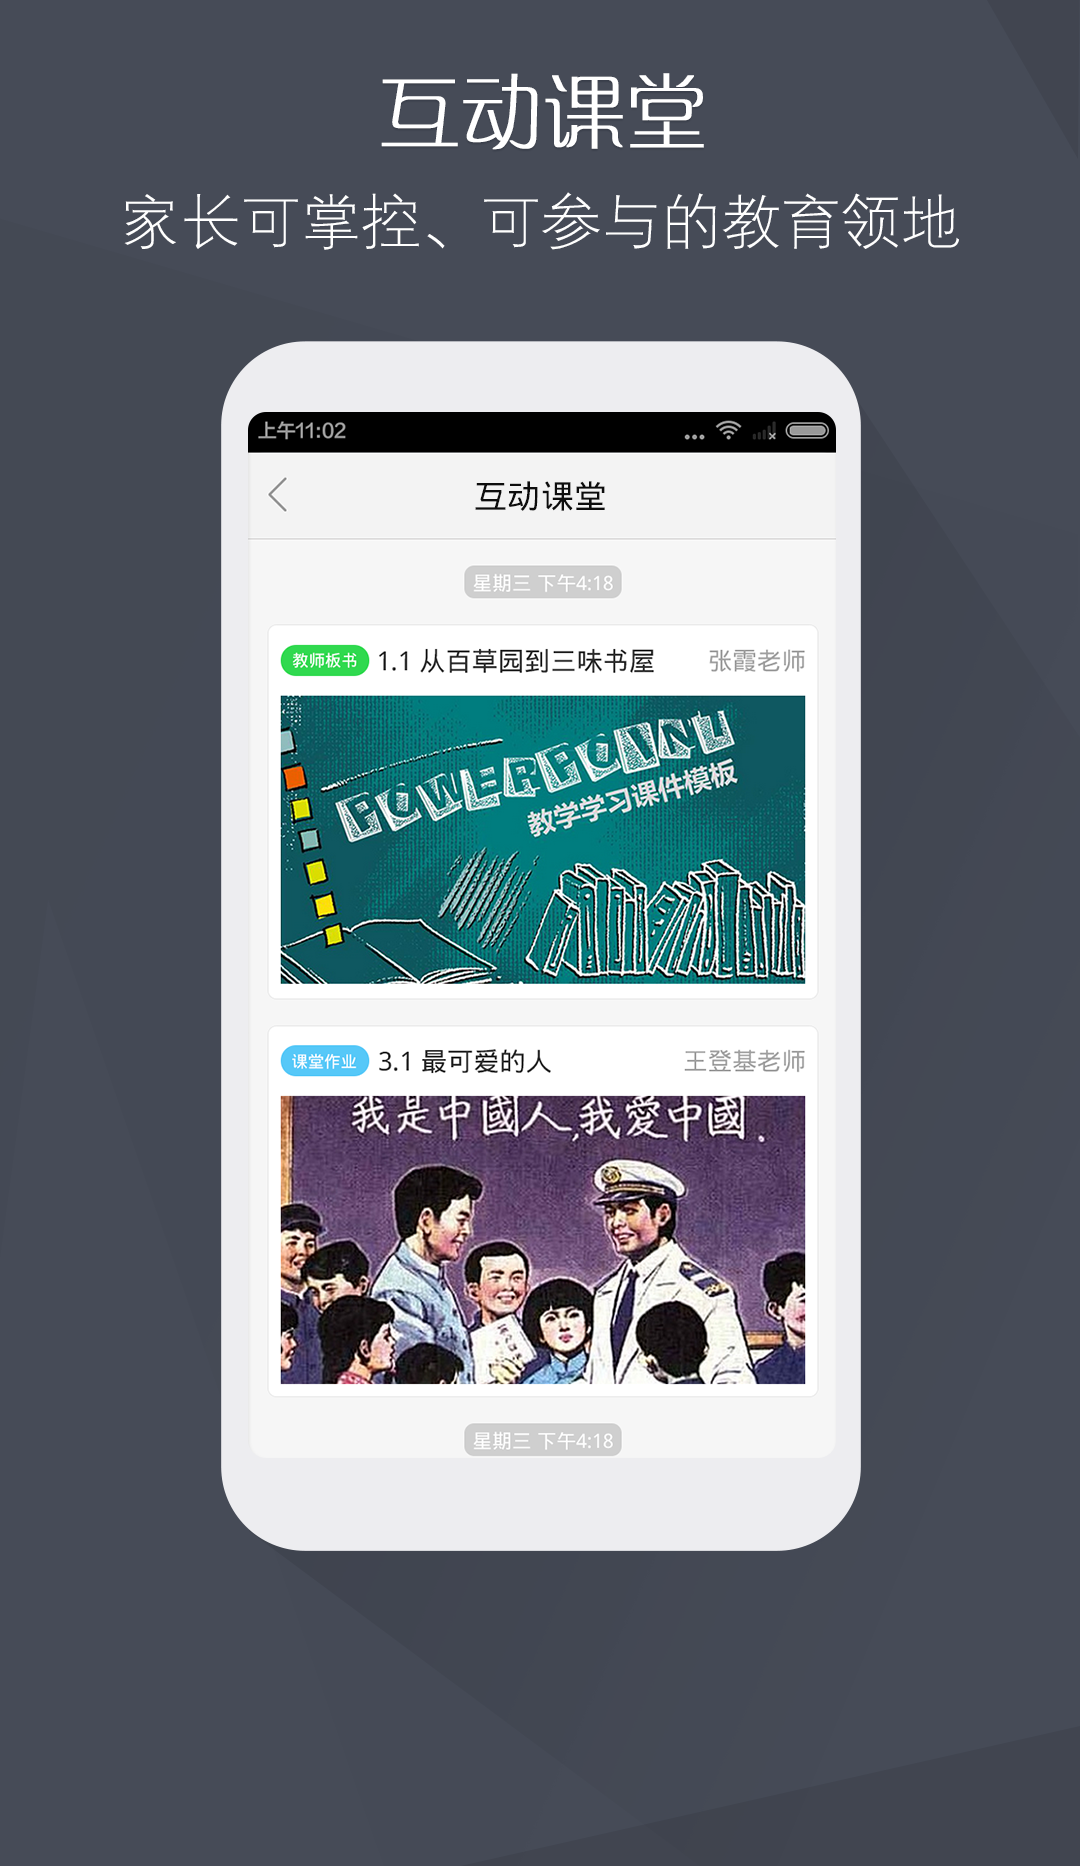 互动课堂
家长可掌控、可参与的教育领地
上午11:02
互动课堂
星期三 下午4:18
教师板书 1.1 从百草园到三味书屋 张霞老师
POWERPOINT
教学学习课件模板
课堂作业 3.1 最可爱的人 王登基老师
我是中國人,我愛中國.
星期三 下午4:18